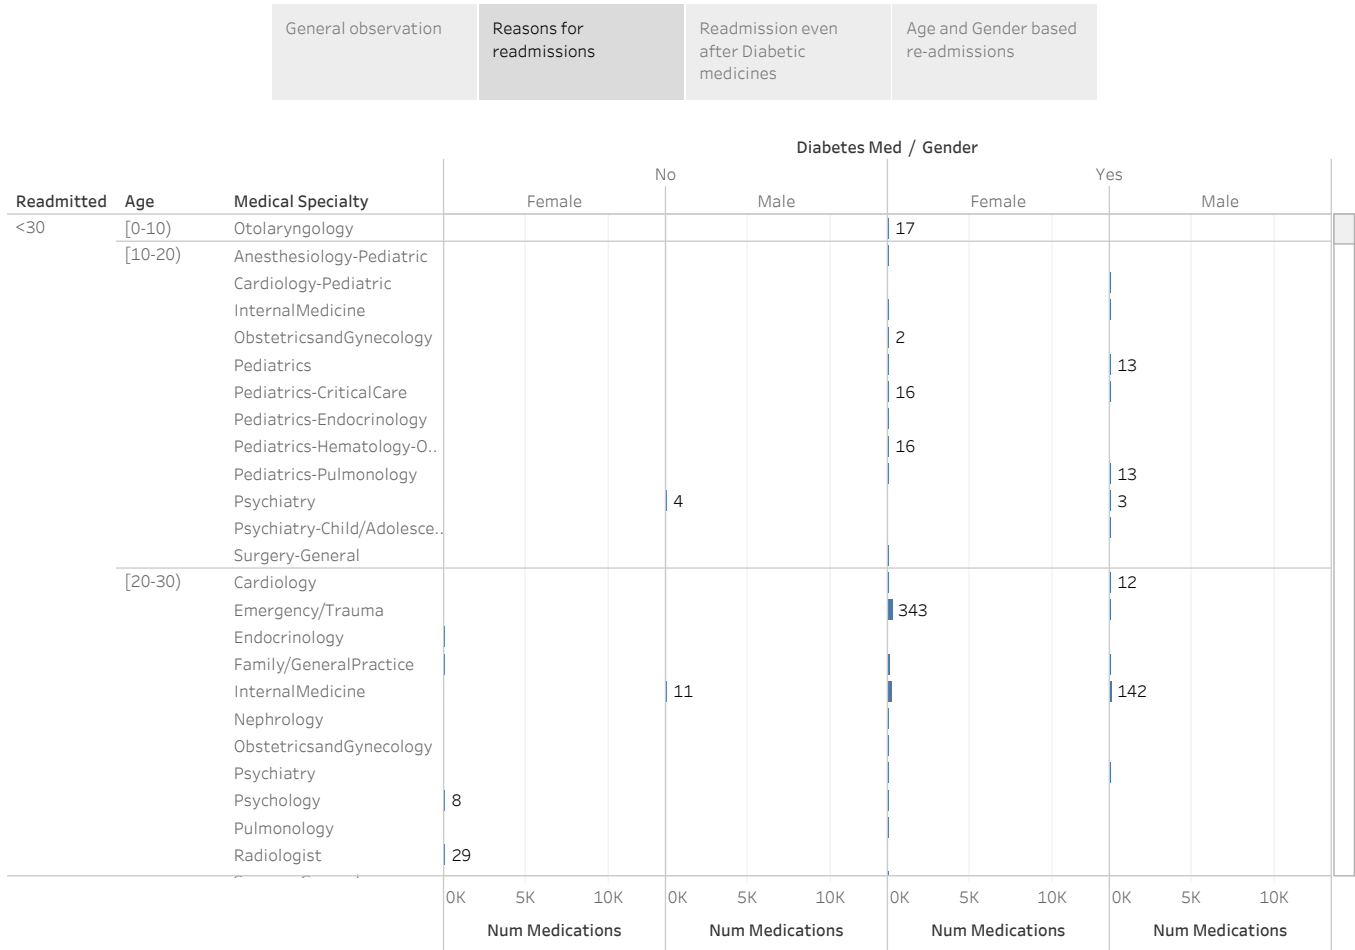 General observation
Reasons for
readmissions
Readmission even
after Diabetic
medicines
Age and Gender based
re-admissions
Diabetes Med / Gender
No Yes
Readmitted Age Medical Specialty Female Male Female Male
<30 [0-10) Otolaryngology 17
[10-20) Anesthesiology-Pediatric
Cardiology-Pediatric
InternalMedicine
ObstetricsandGynecology 2
Pediatrics 13
Pediatrics-CriticalCare 16
Pediatrics-Endocrinology
Pediatrics-Hematology-O.. 16
Pediatrics-Pulmonology 13
Psychiatry 4 3
Psychiatry-Child/Adolesce..
Surgery-General
[20-30) Cardiology 12
Emergency/Trauma 343
Endocrinology
Family/GeneralPractice
InternalMedicine 11 142
Nephrology
ObstetricsandGynecology
Psychiatry
Psychology 8
Pulmonology
Radiologist 29
0K 5K 10K 0K 5K 10K 0K 5K 10K 0K 5K 10K
Num Medications Num Medications Num Medications Num Medications